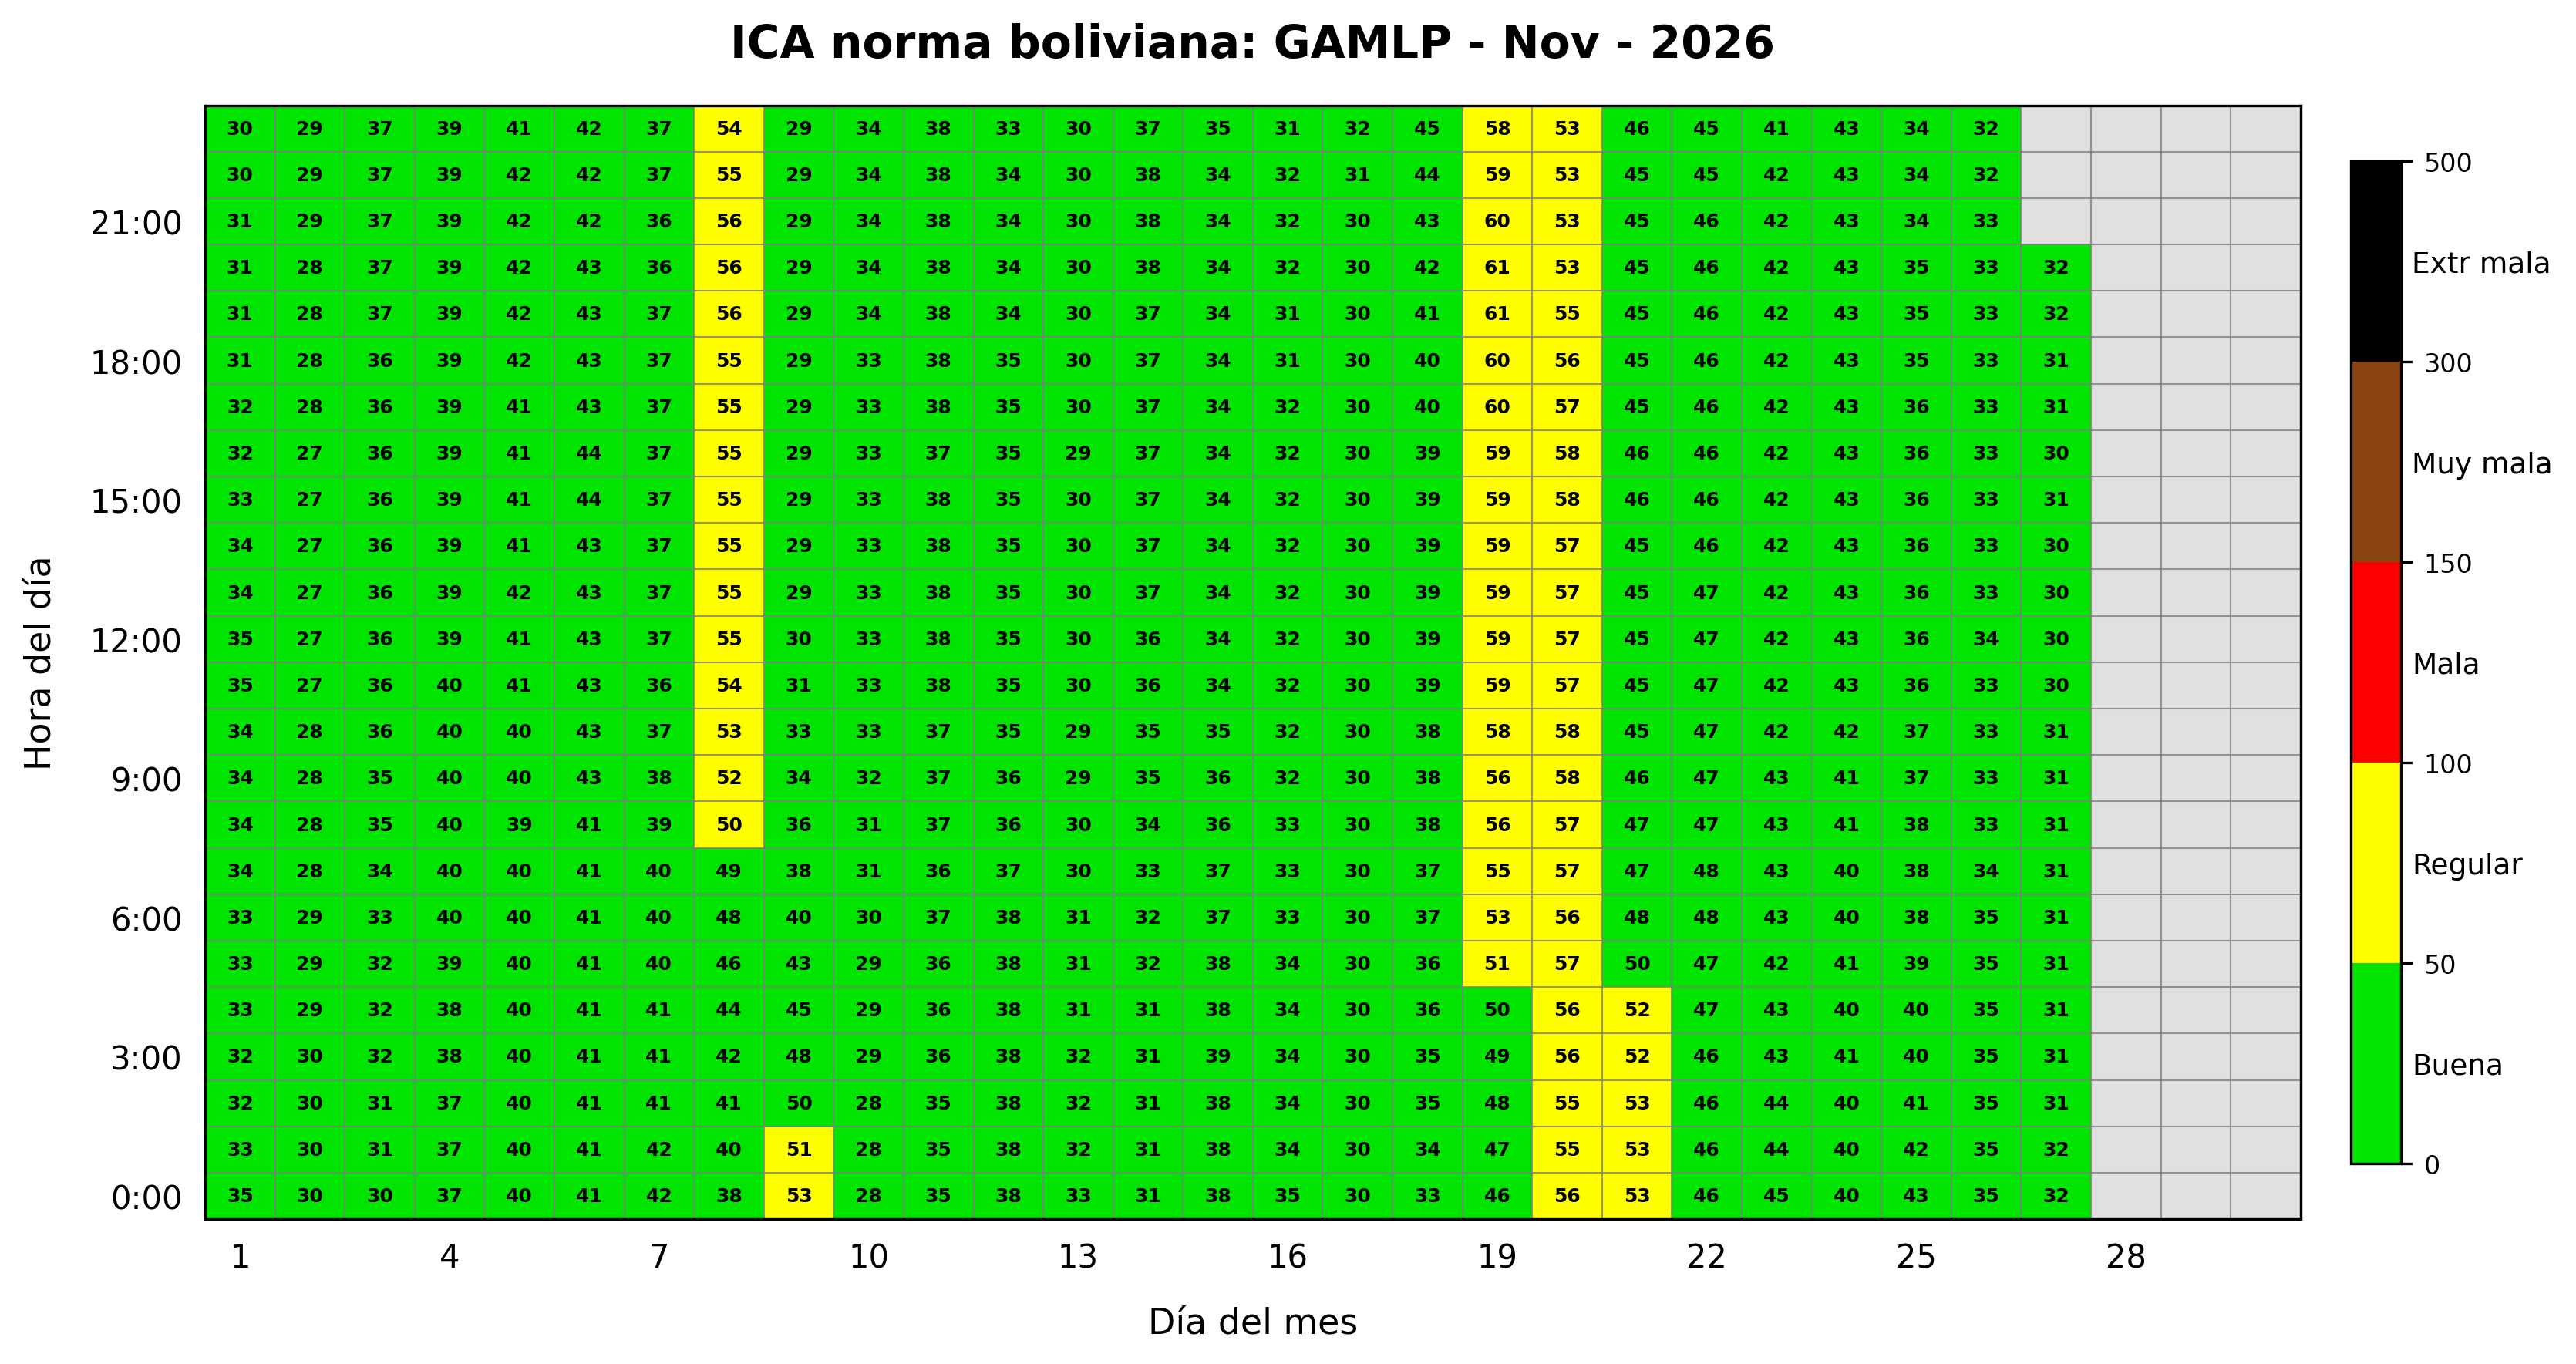 ICA norma boliviana: GAMLP - Nov - 2026
30 29 37 39 41 42 37 54 29 34 38 33 30 37 35 31 32 45 58 53 46 45 41 43 34 32
30 29 37 39 42 42 37 55 29 34 38 34 30 38 34 32 31 44 59 53 45 45 42 43 34 32
21:00 31 29 37 39 42 42 36 56 29 34 38 34 30 38 34 32 30 43 60 53 45 46 42 43 34 33
31 28 37 39 42 43 36 56 29 34 38 34 30 38 34 32 30 42 61 53 45 46 42 43 35 33 32
31 28 37 39 42 43 37 56 29 34 38 34 30 37 34 31 30 41 61 55 45 46 42 43 35 33 32
18:00 31 28 36 39 42 43 37 55 29 33 38 35 30 37 34 31 30 40 60 56 45 46 42 43 35 33 31
32 28 36 39 41 43 37 55 29 33 38 35 30 37 34 32 30 40 60 57 45 46 42 43 36 33 31
32 27 36 39 41 44 37 55 29 33 37 35 29 37 34 32 30 39 59 58 46 46 42 43 36 33 30
15:00 33 27 36 39 41 44 37 55 29 33 38 35 30 37 34 32 30 39 59 58 46 46 42 43 36 33 31
34 27 36 39 41 43 37 55 29 33 38 35 30 37 34 32 30 39 59 57 45 46 42 43 36 33 30
34 27 36 39 42 43 37 55 29 33 38 35 30 37 34 32 30 39 59 57 45 47 42 43 36 33 30
12:00 35 27 36 39 41 43 37 55 30 33 38 35 30 36 34 32 30 39 59 57 45 47 42 43 36 34 30
35 27 36 40 41 43 36 54 31 33 38 35 30 36 34 32 30 39 59 57 45 47 42 43 36 33 30
34 28 36 40 40 43 37 53 33 33 37 35 29 35 35 32 30 38 58 58 45 47 42 42 37 33 31
9:00 34 28 35 40 40 43 38 52 34 32 37 36 29 35 36 32 30 38 56 58 46 47 43 41 37 33 31
34 28 35 40 39 41 39 50 36 31 37 36 30 34 36 33 30 38 56 57 47 47 43 41 38 33 31
34 28 34 40 40 41 40 49 38 31 36 37 30 33 37 33 30 37 55 57 47 48 43 40 38 34 31
6:00 33 29 33 40 40 41 40 48 40 30 37 38 31 32 37 33 30 37 53 56 48 48 43 40 38 35 31
33 29 32 39 40 41 40 46 43 29 36 38 31 32 38 34 30 36 51 57 50 47 42 41 39 35 31
33 29 32 38 40 41 41 44 45 29 36 38 31 31 38 34 30 36 50 56 52 47 43 40 40 35 31
3:00 32 30 32 38 40 41 41 42 48 29 36 38 32 31 39 34 30 35 49 56 52 46 43 41 40 35 31
32 30 31 37 40 41 41 41 50 28 35 38 32 31 38 34 30 35 48 55 53 46 44 40 41 35 31
33 30 31 37 40 41 42 40 51 28 35 38 32 31 38 34 30 34 47 55 53 46 44 40 42 35 32
0:00 35 30 30 37 40 41 42 38 53 28 35 38 33 31 38 35 30 33 46 56 53 46 45 40 43 35 32
1 4 7 10 13 16 19 22 25 28
Día del mes
Hora del día
500
Extr mala
300
Muy mala
150
Mala
100
Regular
50
Buena
0